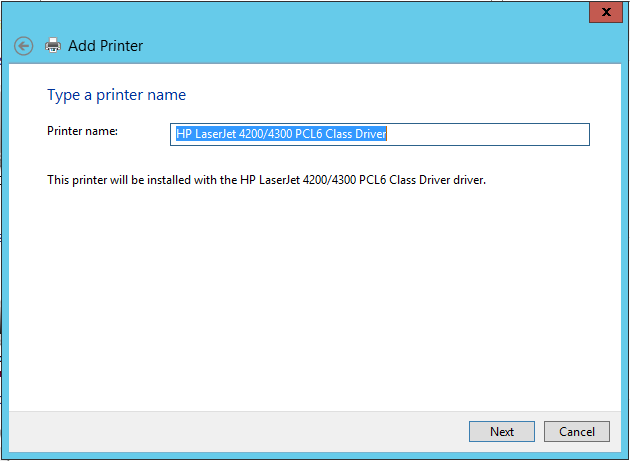 Add Printer
Type a printer name
Printer name:
HP LaserJet 4200/4300 PCL6 Class Driver
This printer will be installed with the HP LaserJet 4200/4300 PCL6 Class Driver driver.
Next
Cancel